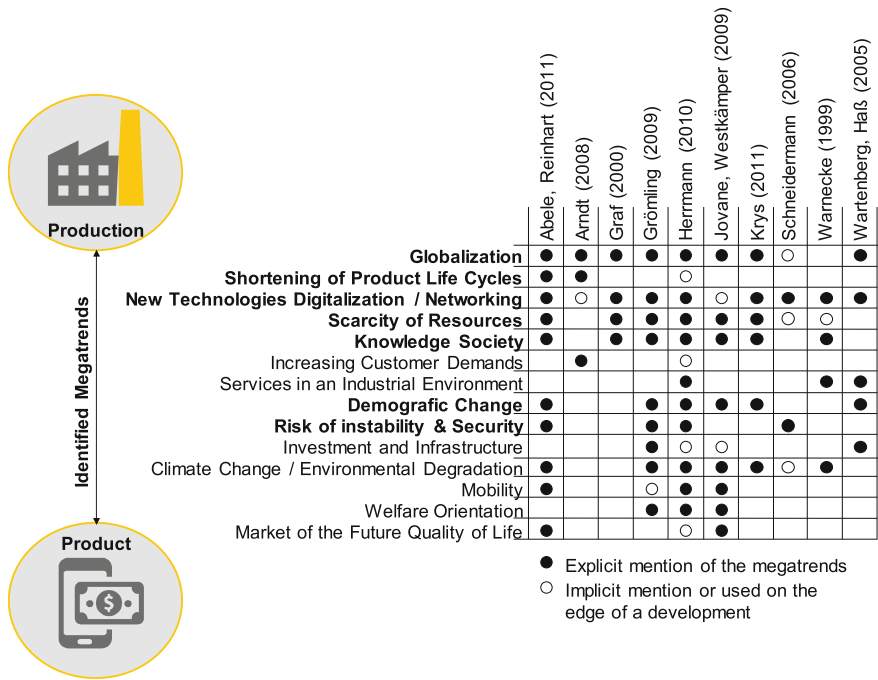 Abele, Reinhart (2011)
Arndt (2008)
Graf (2000)
Grömling (2009)
Herrmann (2010)
Jovane, Westkämper (2009)
Krys (2011)
Schneidermann (2006)
Warnecke (1999)
Wartenberg, Haß (2005)
Production
Identified Megatrends
Product
$
Globalization
Shortening of Product Life Cycles
New Technologies Digitalization / Networking
Scarcity of Resources
Knowledge Society
Increasing Customer Demands
Services in an Industrial Environment
Demografic Change
Risk of instability & Security
Investment and Infrastructure
Climate Change / Environmental Degradation
Mobility
Welfare Orientation
Market of the Future Quality of Life
Explicit mention of the megatrends
Implicit mention or used on the
edge of a development